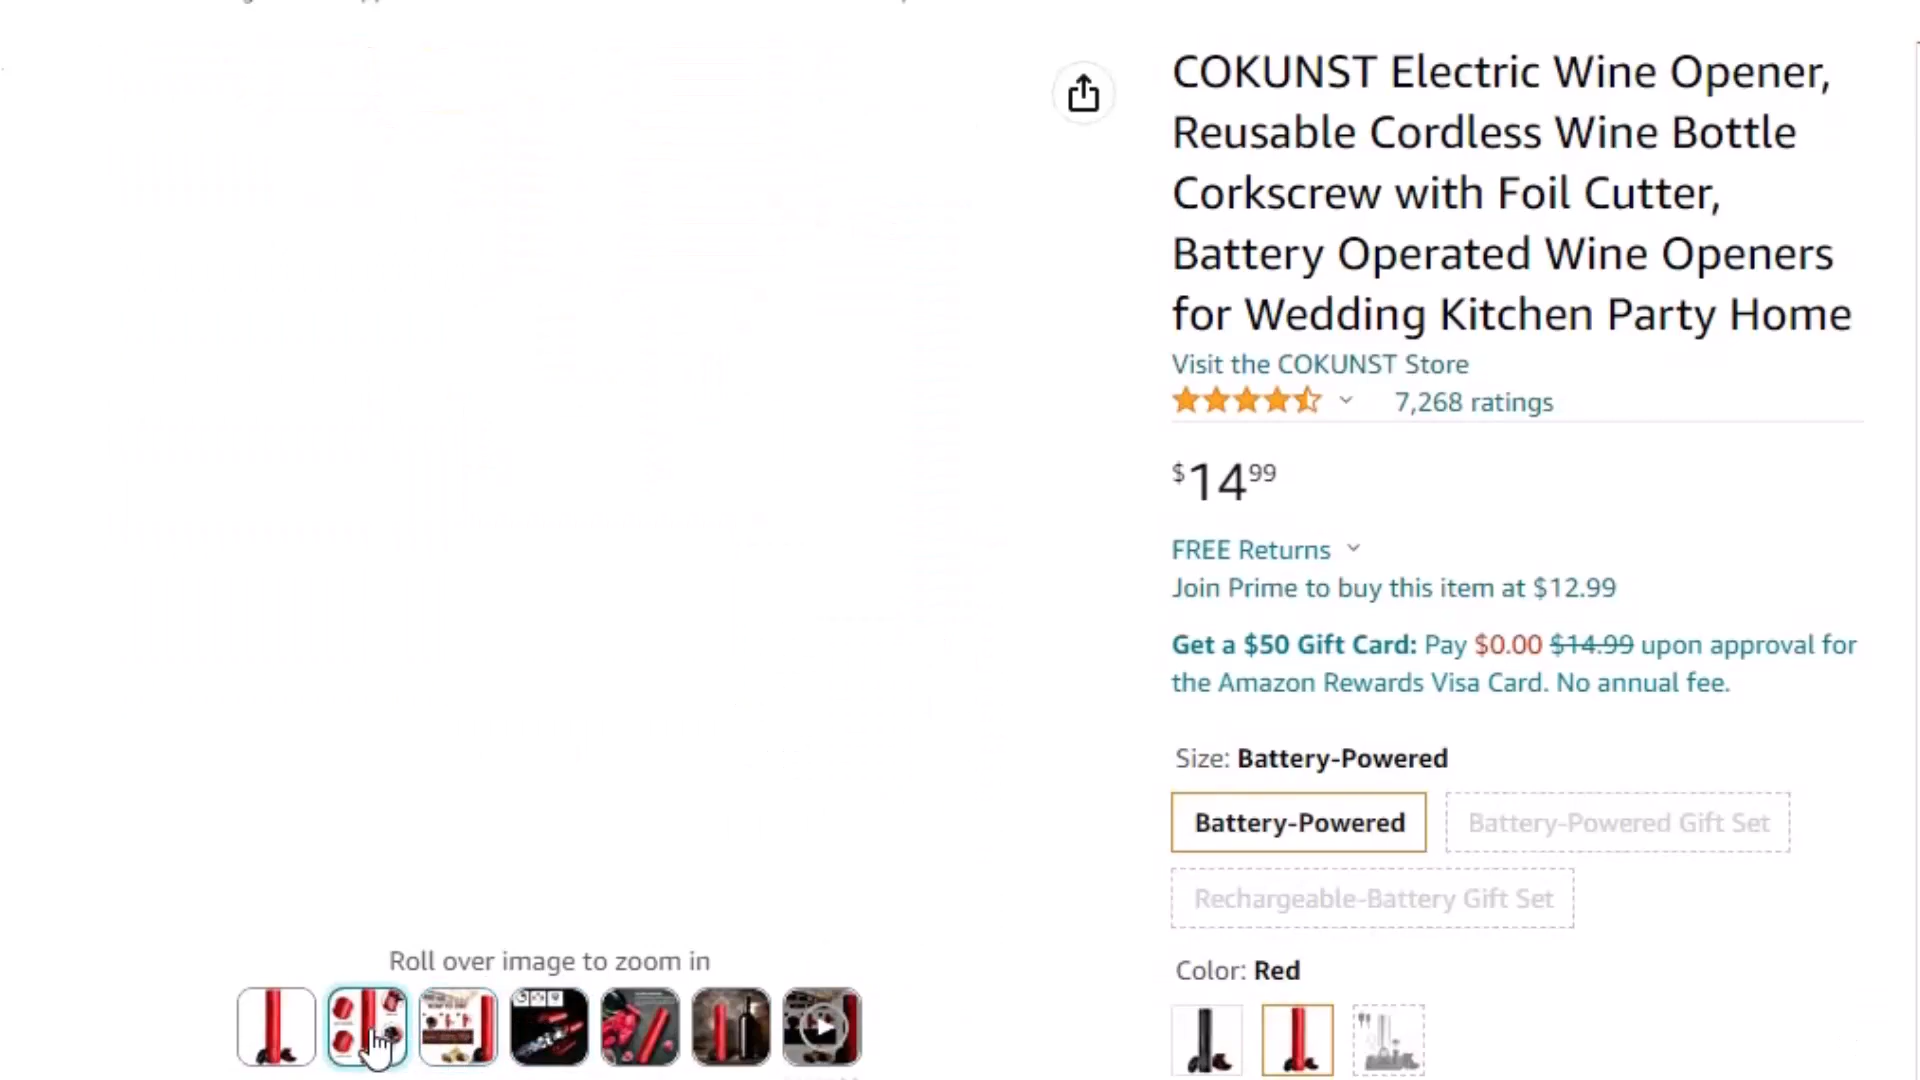 COKUNST Electric Wine Opener,
Reusable Cordless Wine Bottle
Corkscrew with Foil Cutter,
Battery Operated Wine Openers
for Wedding Kitchen Party Home
Visit the COKUNST Store
7,268 ratings
$14 99
FREE Returns
Join Prime to buy this item at $12.99
Get a $50 Gift Card: Pay $0.00 $14.99 upon approval for
the Amazon Rewards Visa Card. No annual fee.
Size: Battery-Powered
Battery-Powered
Battery-Powered Gift Set
Rechargeable-Battery Gift Set
Roll over image to zoom in
Color: Red